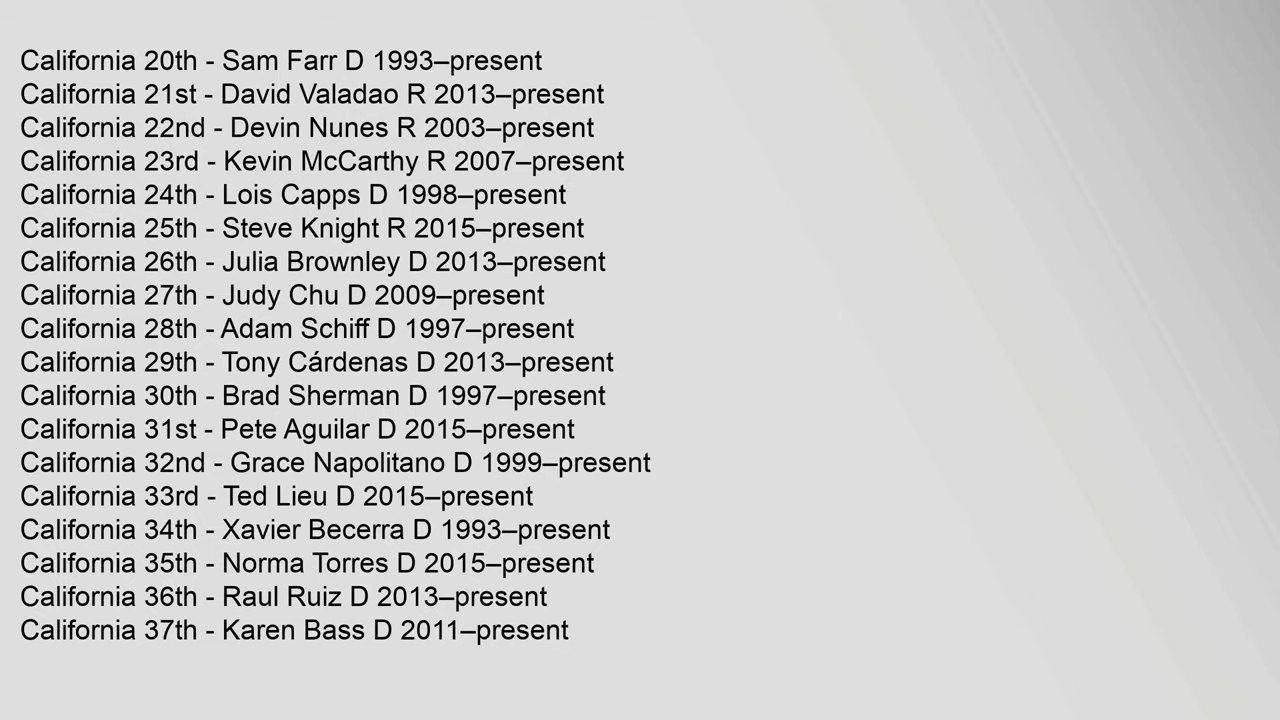 California 20th - Sam Farr D 1993–present
California 21st - David Valadao R 2013–present
California 22nd - Devin Nunes R 2003–present
California 23rd - Kevin McCarthy R 2007–present
California 24th - Lois Capps D 1998–present
California 25th - Steve Knight R 2015–present
California 26th - Julia Brownley D 2013–present
California 27th - Judy Chu D 2009–present
California 28th - Adam Schiff D 1997–present
California 29th - Tony Cárdenas D 2013–present
California 30th - Brad Sherman D 1997–present
California 31st - Pete Aguilar D 2015–present
California 32nd - Grace Napolitano D 1999–present
California 33rd - Ted Lieu D 2015–present
California 34th - Xavier Becerra D 1993–present
California 35th - Norma Torres D 2015–present
California 36th - Raul Ruiz D 2013–present
California 37th - Karen Bass D 2011–present